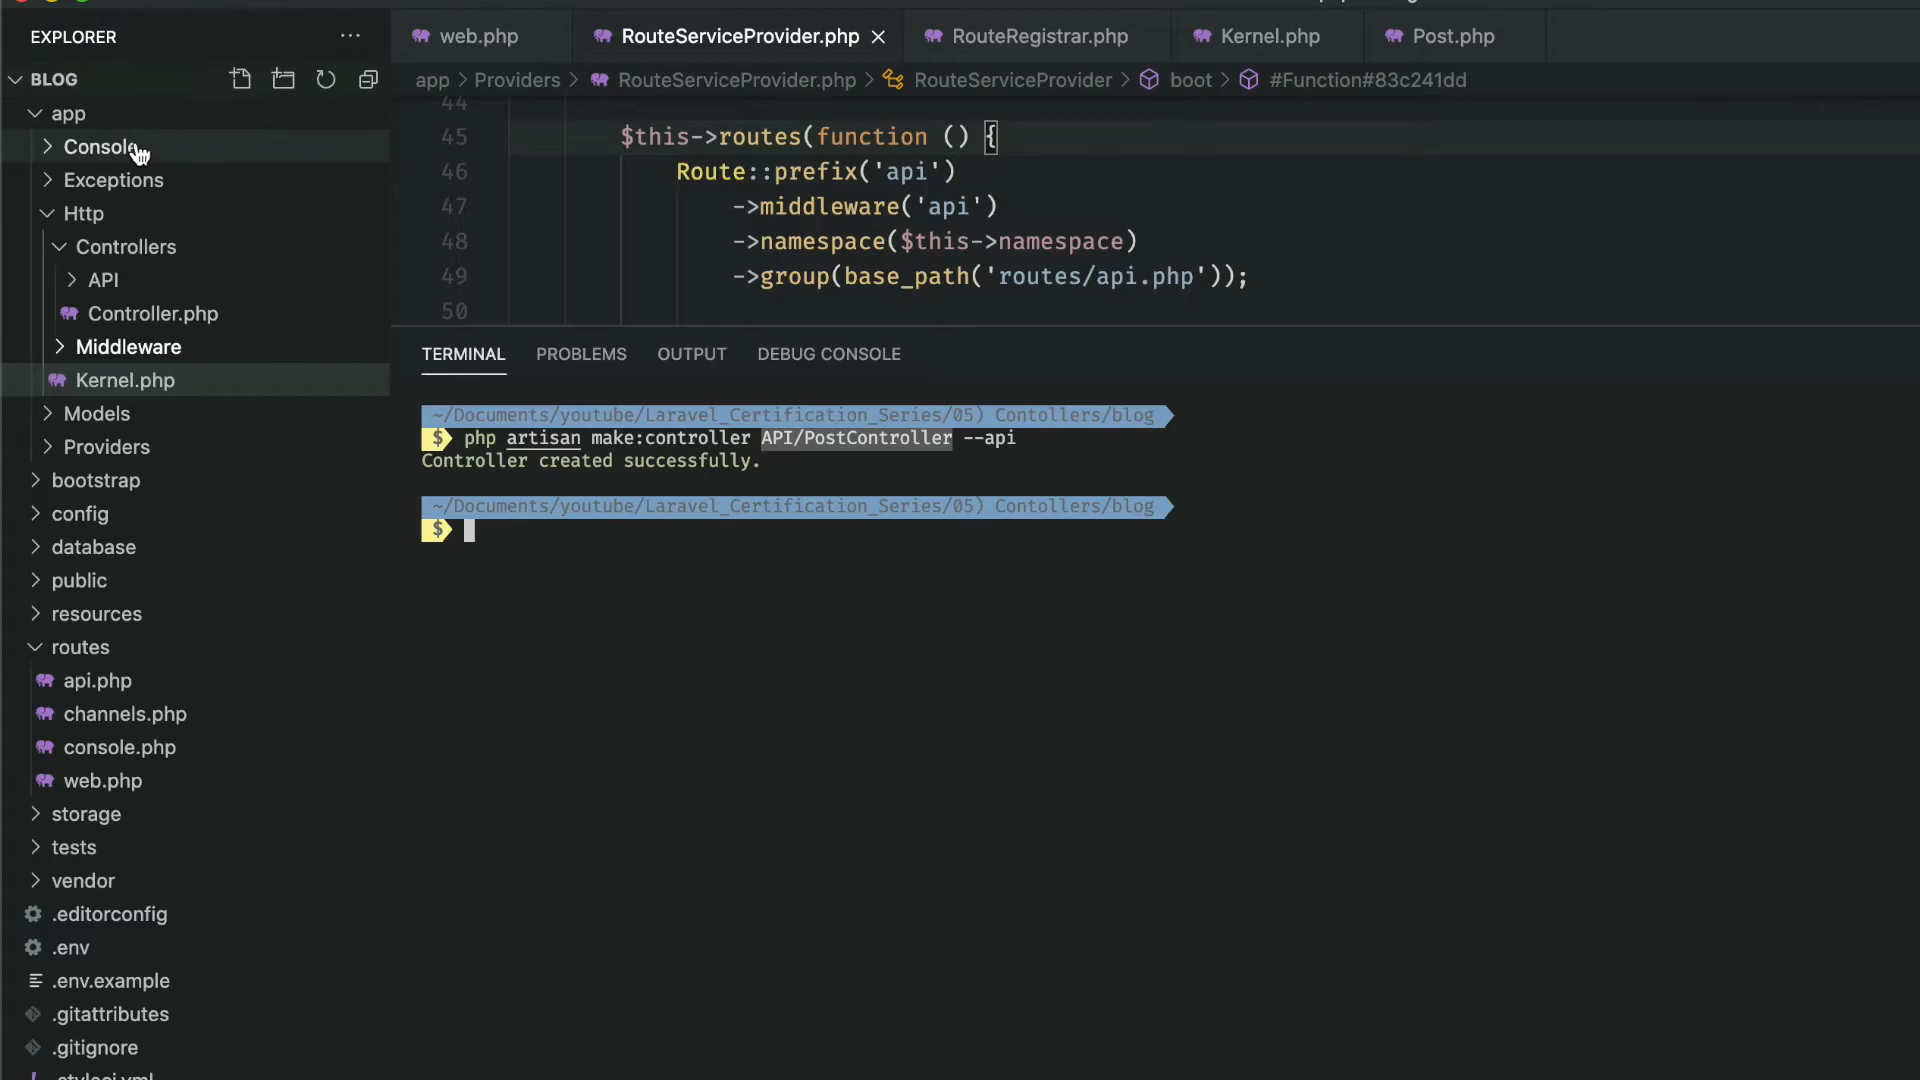 EXPLORER
BLOG
app
Console
Exceptions
Http
Controllers
API
Controller.php
Middleware
Kernel.php
Models
Providers
bootstrap
config
database
public
resources
routes
api.php
channels.php
console.php
web.php
storage
tests
vendor
.editorconfig
.env
.env.example
.gitattributes
.gitignore
web.php RouteServiceProvider.php RouteRegistrar.php Kernel.php Post.php
app > Providers > RouteServiceProvider.php > RouteServiceProvider > boot > #Function#83c241dd
44
45 $this->routes(function () {
46 Route::prefix('api')
47 ->middleware('api')
48 ->namespace($this->namespace)
49 ->group(base_path('routes/api.php'));
50
TERMINAL PROBLEMS OUTPUT DEBUG CONSOLE
~/Documents/youtube/Laravel_Certification_Series/05) Contollers/blog
$ php artisan make:controller API/PostController --api
Controller created successfully.
~/Documents/youtube/Laravel_Certification_Series/05) Contollers/blog
$